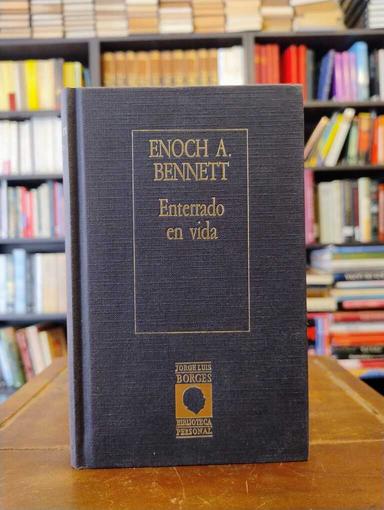 ENOCH A.
BENNETT
Enterrado
en vida
JORGE LUIS
BORGES
BIBLIOTECA
PERSONAL